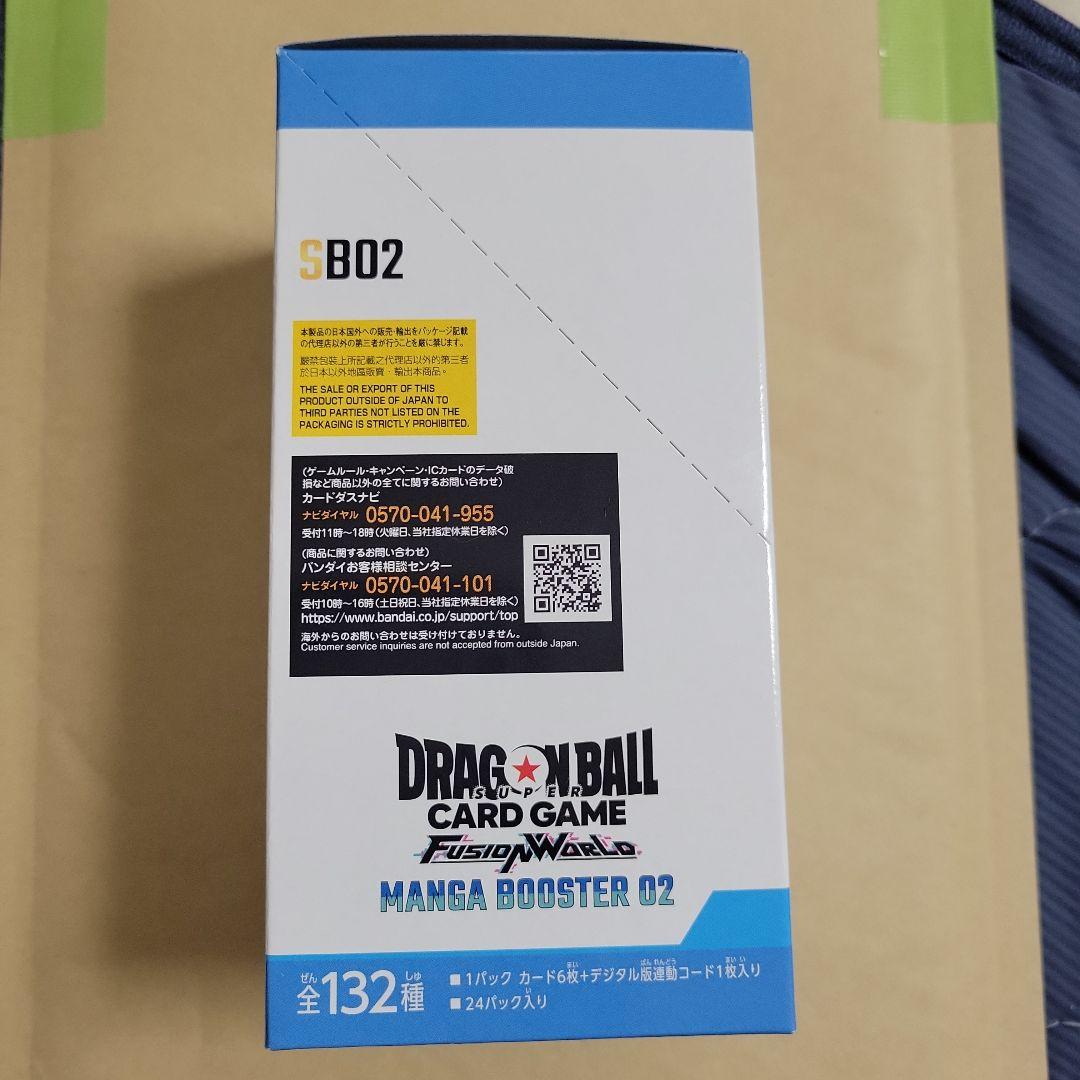 SB02
本製品の日本国外への販売・輸出をパッケージ記載
の代理店以外の第三者が行うことを厳に禁じます。
嚴禁包裝上所記載之代理店以外的第三者
於日本以外地區販賣・輸出本商品。
THE SALE OR EXPORT OF THIS
PRODUCT OUTSIDE OF JAPAN TO
THIRD PARTIES NOT LISTED ON THE
PACKAGING IS STRICTLY PROHIBITED.
(ゲームルール・キャンペーン・ICカードのデータ破
損など商品以外の全てに関するお問い合わせ)
カードダスナビ
ナビダイヤル 0570-041-955
受付11時~18時(火曜日、当社指定休業日を除く)
(商品に関するお問い合わせ)
バンダイお客様相談センター
ナビダイヤル 0570-041-101
受付10時~16時(土日祝日、当社指定休業日を除く)
https://www.bandai.co.jp/support/top
海外からのお問い合わせは受け付けておりません。
Customer service inquiries are not accepted from outside Japan.
DRAGON BALL
SUPER
CARD GAME
FUSION WORLD
MANGA BOOSTER 02
ぜん しゅ
全132種
まい ばん れんどう まい い
■1パック カード6枚+デジタル版連動コード1枚入り
い
■24パック入り